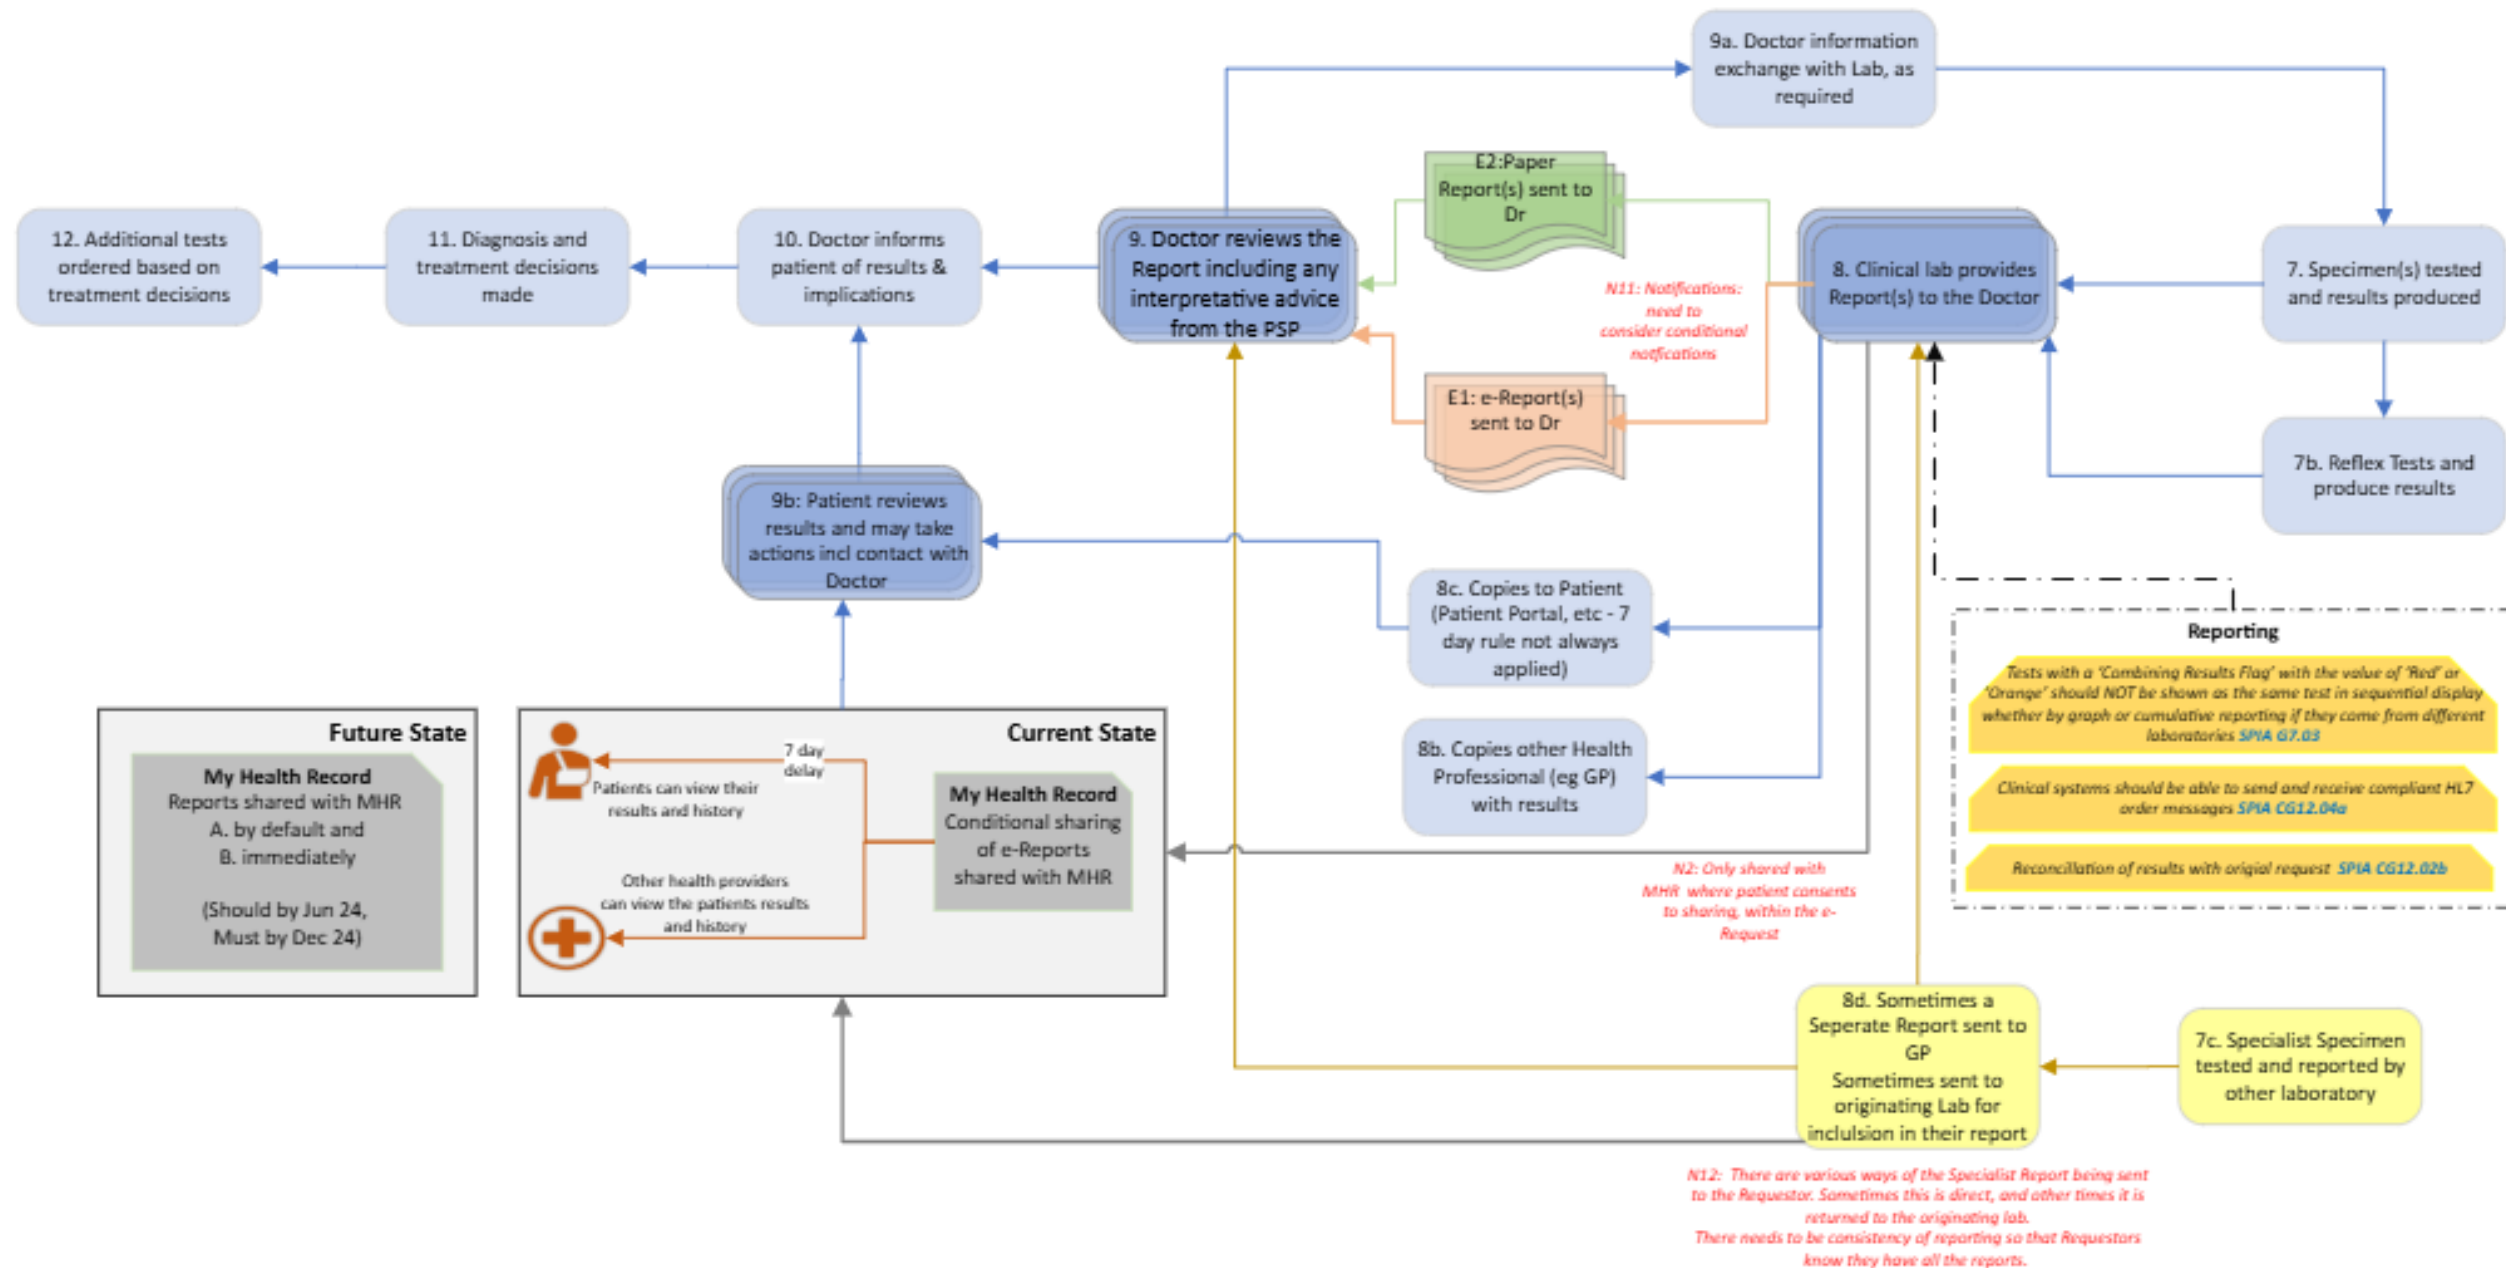 9a. Doctor information
exchange with Lab, as
required
E2:Paper
Report(s) sent to
Dr
12. Additional tests
ordered based on
treatment decisions
11. Diagnosis and
treatment decisions
made
10. Doctor informs
patient of results &
implications
9. Doctor reviews the
Report including any
interpretative advice
from the PSP
N11: Notifications:
need to
consider conditional
notfications
8. Clinical lab provides
Report(s) to the Doctor
7. Specimen(s) tested
and results produced
E1: e-Report(s)
sent to Dr
7b. Reflex Tests and
produce results
9b: Patient reviews
results and may take
actions incl contact with
Doctor
8c. Copies to Patient
(Patient Portal, etc - 7
day rule not always
applied)
Reporting
Tests with a 'Combining Results Flag' with the value of 'Red' or
'Orange' should NOT be shown as the same test in sequential display
whether by graph or cumulative reporting if they come from different
laboratories SPIA G7.03
Clinical systems should be able to send and receive compliant HL7
order messages SPIA CG12.04a
Reconcillation of results with origial request SPIA CG12.02b
Future State
My Health Record
Reports shared with MHR
A. by default and
B. immediately
(Should by Jun 24,
Must by Dec 24)
Current State
7 day
delay
Patients can view their
results and history
My Health Record
Conditional sharing
of e-Reports
shared with MHR
Other health providers
can view the patients results
and history
8b. Copies other Health
Professional (eg GP)
with results
N2: Only shared with
MHR where patient consents
to sharing, within the e-
Request
8d. Sometimes a
Seperate Report sent to
GP
Sometimes sent to
originating Lab for
inclulsion in their report
7c. Specialist Specimen
tested and reported by
other laboratory
N12: There are various ways of the Specialist Report being sent
to the Requestor. Sometimes this is direct, and other times it is
returned to the originating lab.
There needs to be consistency of reporting so that Requestors
know they have all the reports.